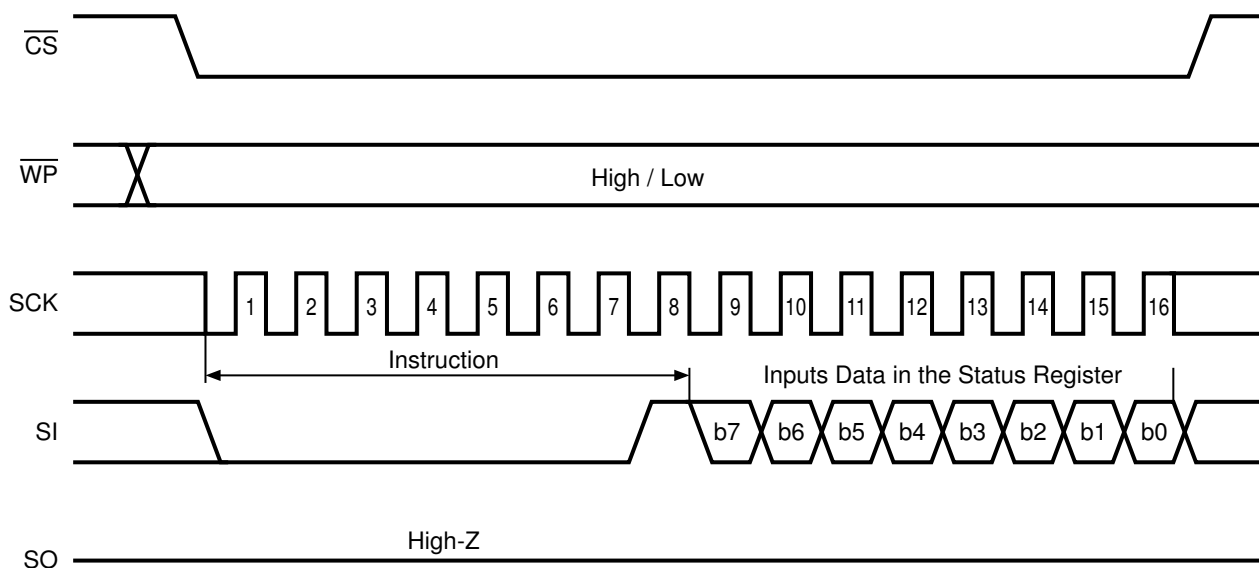 CS
WP
High / Low
SCK
1 2 3 4 5 6 7 8 9 10 11 12 13 14 15 16
Instruction
Inputs Data in the Status Register
SI
b7 b6 b5 b4 b3 b2 b1 b0
High-Z
SO